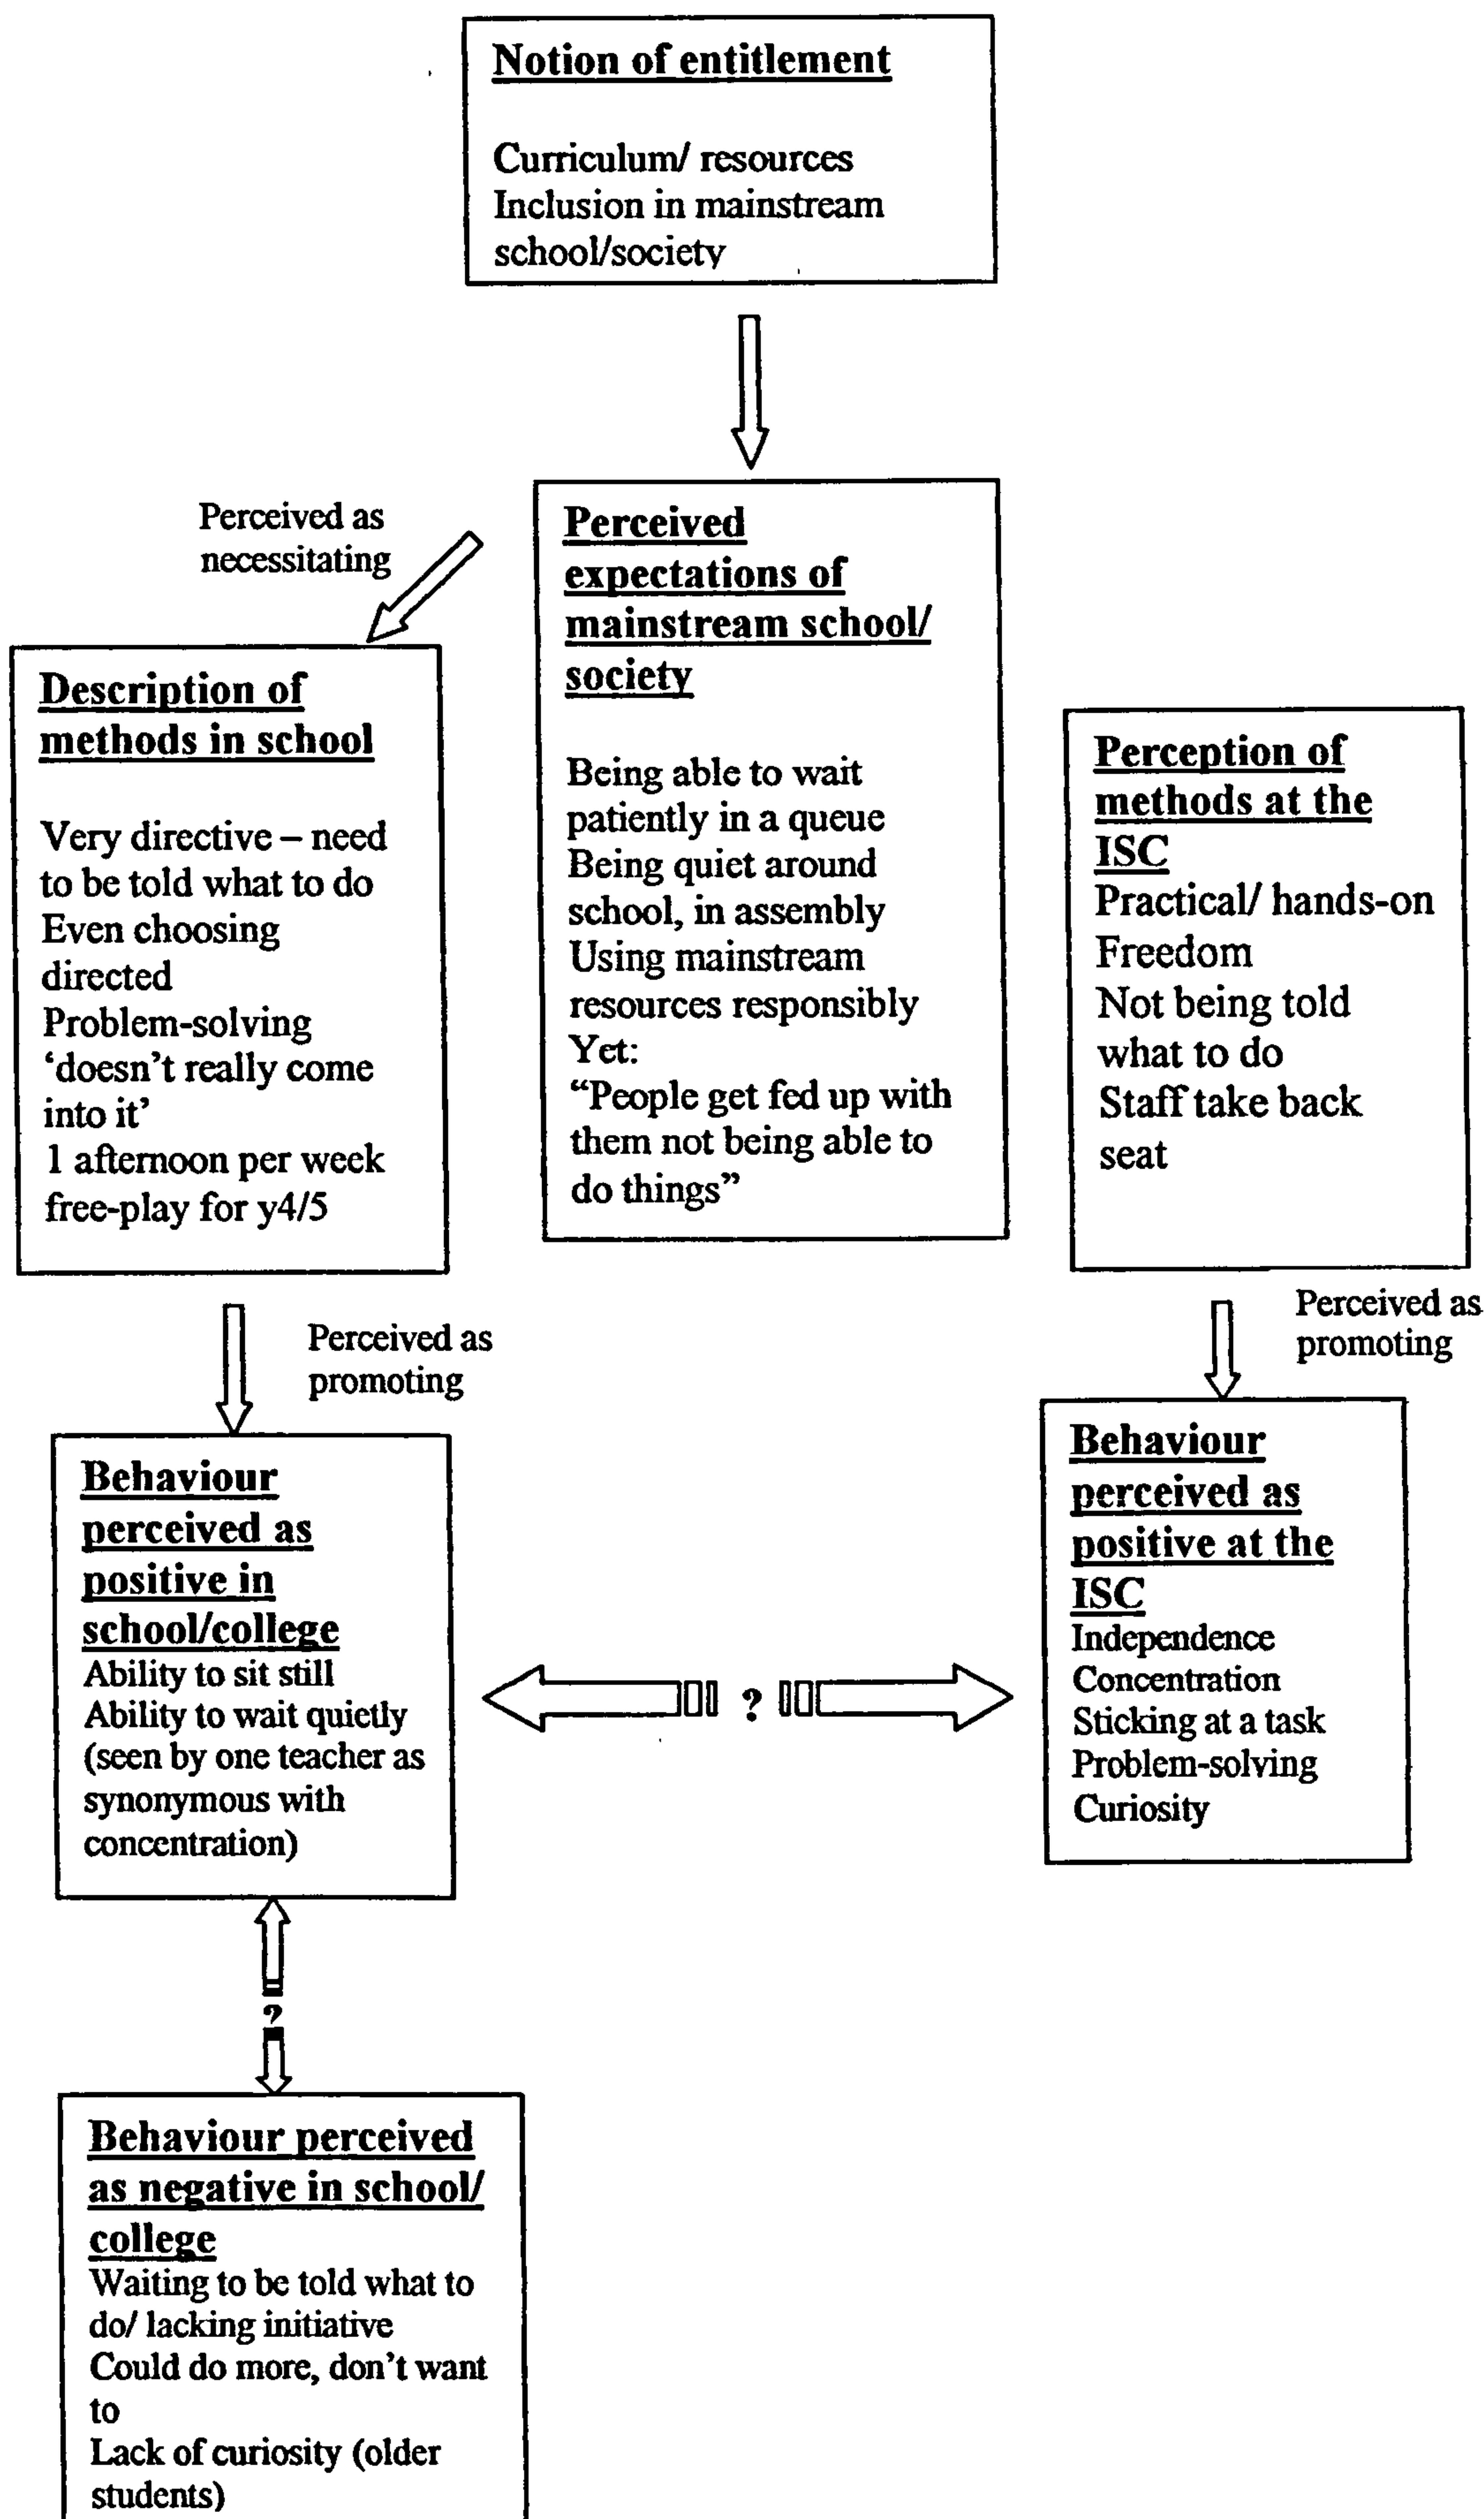 Notion of entitlement
Curriculum/ resources
Inclusion in mainstream
school/society
Perceived as
necessitating
Perceived
expectations of
mainstream school/
society
Being able to wait
patiently in a queue
Being quiet around
school, in assembly
Using mainstream
resources responsibly
Yet:
“People get fed up with
them not being able to
do things”
Description of
methods in school
Very directive – need
to be told what to do
Even choosing
directed
Problem-solving
‘doesn’t really come
into it’
1 afternoon per week
free-play for y4/5
Perception of
methods at the
ISC
Practical/ hands-on
Freedom
Not being told
what to do
Staff take back
seat
Perceived as
promoting
Perceived as
promoting
Behaviour
perceived as
positive in
school/college
Ability to sit still
Ability to wait quietly
(seen by one teacher as
synonymous with
concentration)
?
Behaviour
perceived as
positive at the
ISC
Independence
Concentration
Sticking at a task
Problem-solving
Curiosity
?
Behaviour perceived
as negative in school/
college
Waiting to be told what to
do/ lacking initiative
Could do more, don’t want
to
Lack of curiosity (older
students)